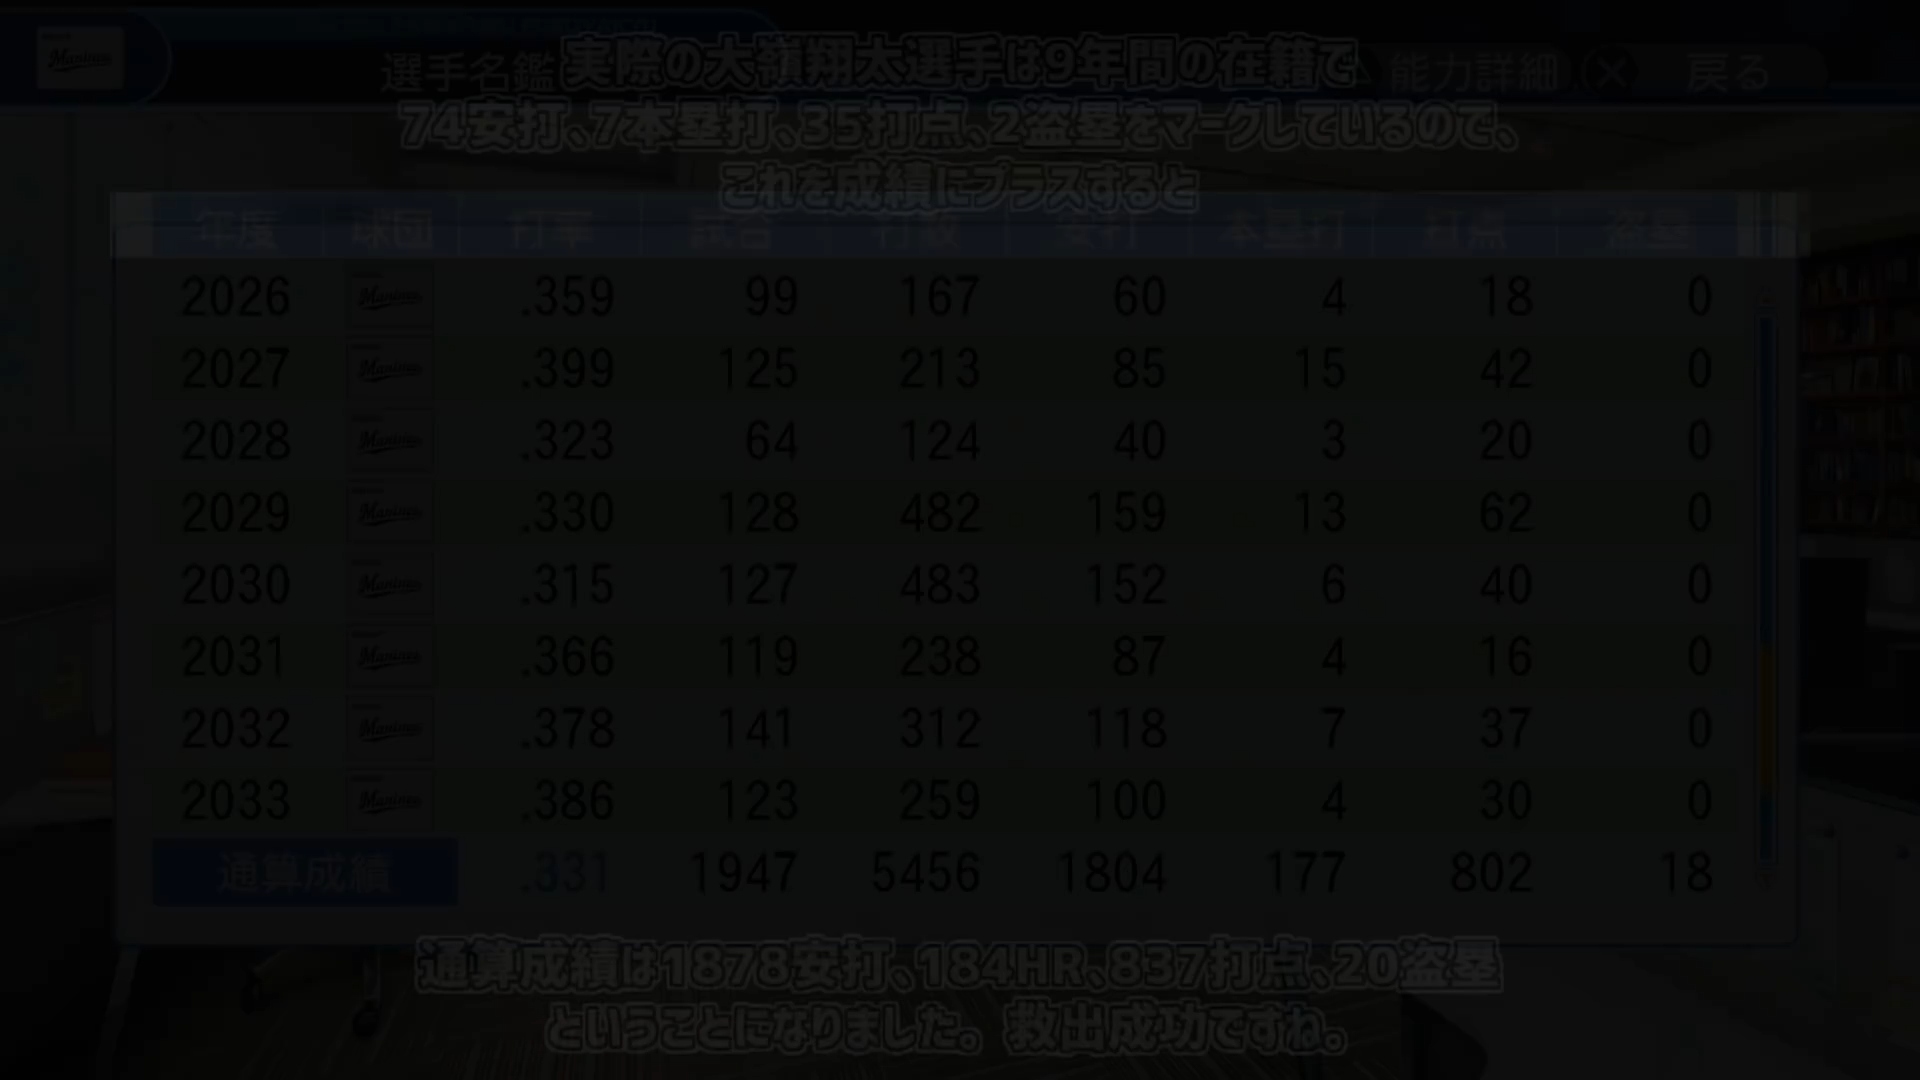 選手名鑑
実際の大嶺翔太選手は9年間の在籍で
能力詳細
戻る
74安打、7本塁打、35打点、2盗塁をマークしているので、
これを成績にプラスすると
年度 球団 打率 試合 打数 安打 本塁打 打点 盗塁
2026 Marines .359 99 167 60 4 18 0
2027 Marines .399 125 213 85 15 42 0
2028 Marines .323 64 124 40 3 20 0
2029 Marines .330 128 482 159 13 62 0
2030 Marines .315 127 483 152 6 40 0
2031 Marines .366 119 238 87 4 16 0
2032 Marines .378 141 312 118 7 37 0
2033 Marines .386 123 259 100 4 30 0
通算成績 .331 1947 5456 1804 177 802 18
通算成績は1878安打、184HR、837打点、20盗塁
ということになりました。救出成功ですね。